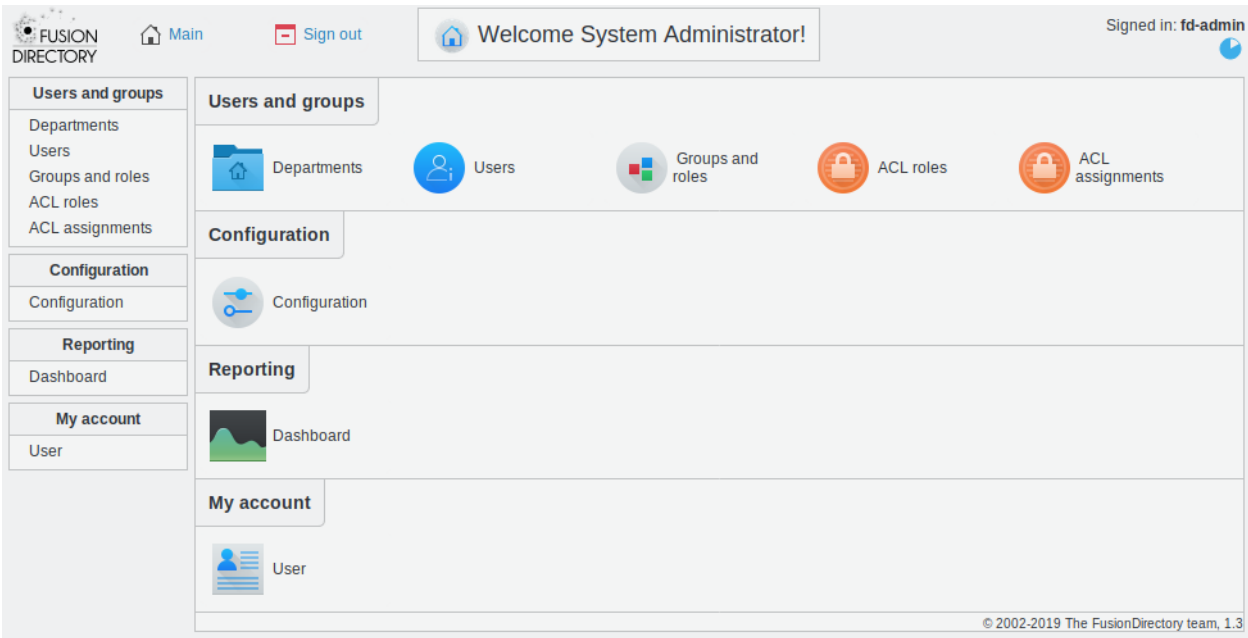 FUSION
DIRECTORY
Main
Sign out
Welcome System Administrator!
Signed in: fd-admin
Users and groups
Departments
Users
Groups and roles
ACL roles
ACL assignments
Configuration
Configuration
Reporting
Dashboard
My account
User
Users and groups
Departments
Users
Groups and
roles
ACL roles
ACL
assignments
Configuration
Configuration
Reporting
Dashboard
My account
User
© 2002-2019 The FusionDirectory team, 1.3